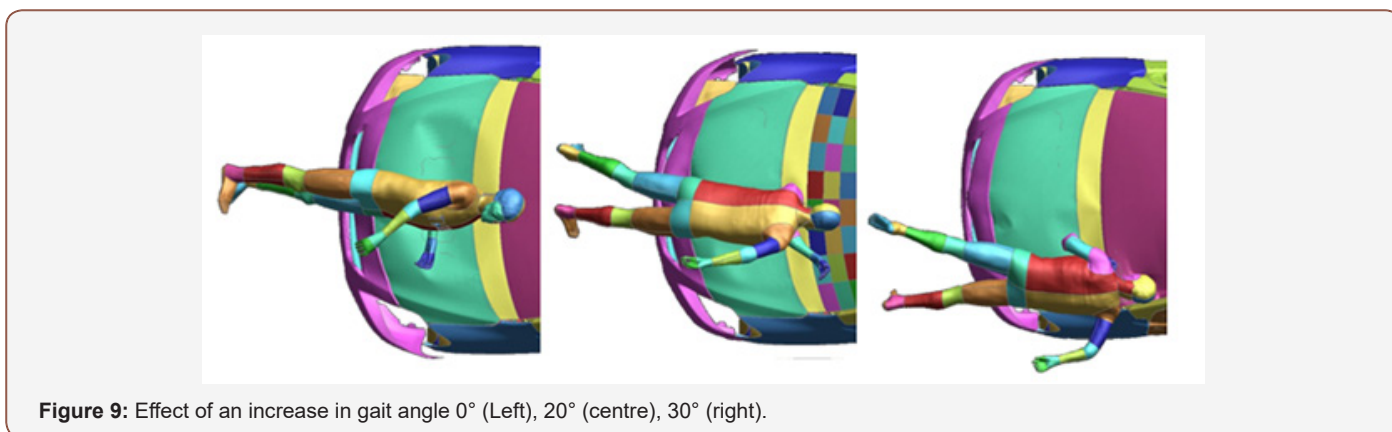 Figure 9: Effect of an increase in gait angle 0° (Left), 20° (centre), 30° (right).